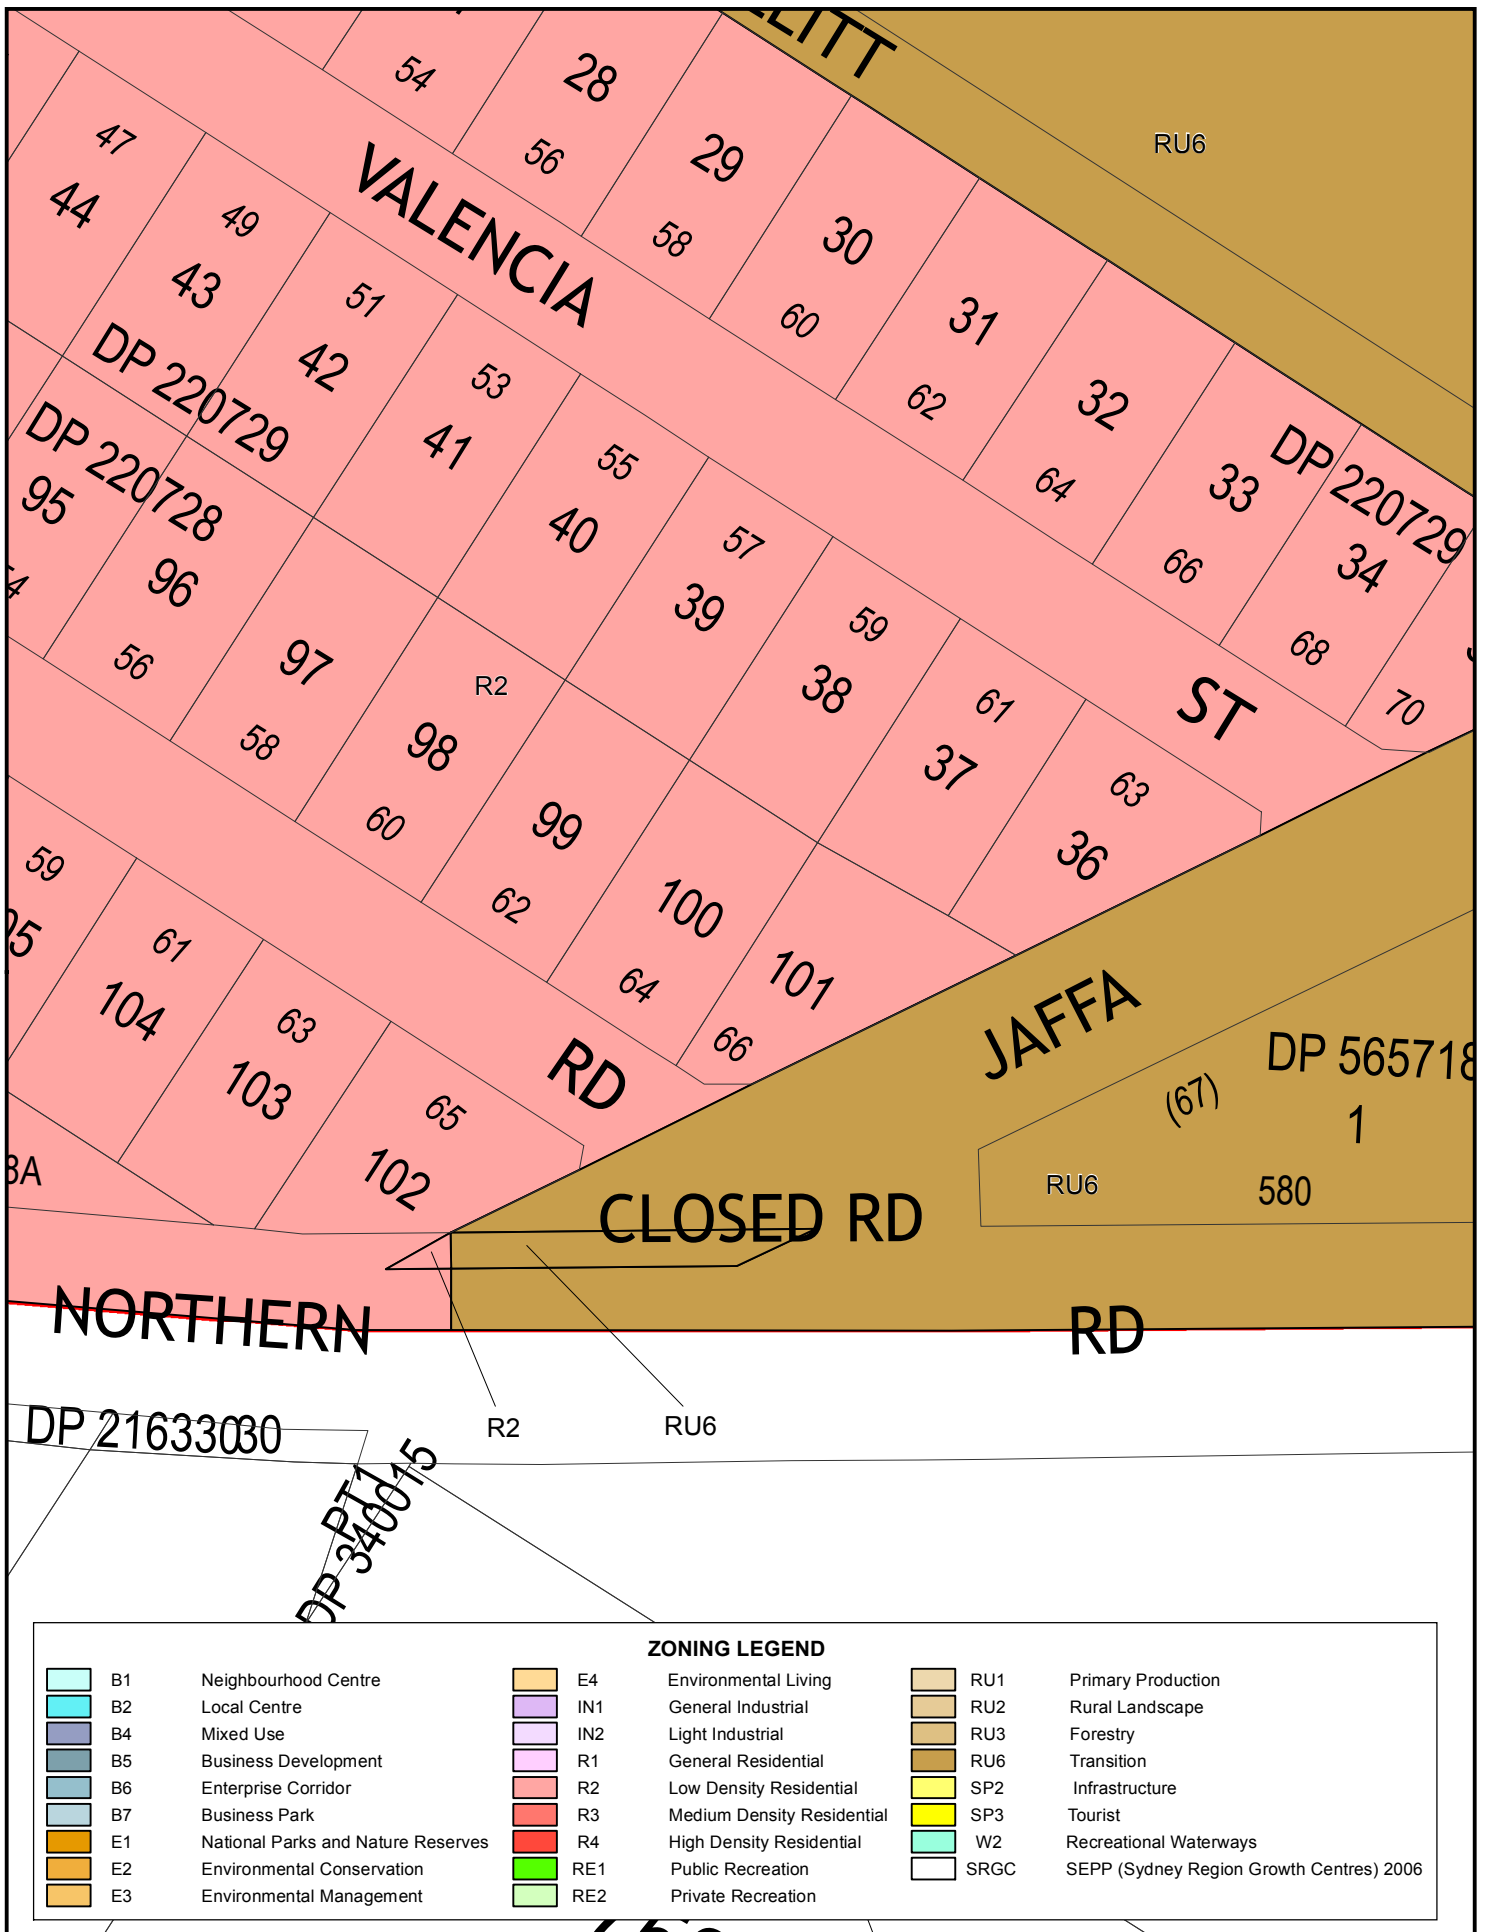 LITT
54
28
RU6
47
56
29
44
49
VALENCIA
58
30
43
51
60
31
DP 220729
42
53
62
32
DP 220728
41
55
64
33
DP 220729
95
40
57
66
34
96
39
59
68
56
97
R2
38
61
ST
70
58
98
37
63
60
99
36
59
62
100
61
64
101
JAFFA
104
63
66
DP 565718
RD
(67)
1
103
65
3A
102
RU6
580
CLOSED RD
NORTHERN
RD
R2
RU6
DP 2163303
PT1
DP 340015
ZONING LEGEND
B1 Neighbourhood Centre
B2 Local Centre
B4 Mixed Use
B5 Business Development
B6 Enterprise Corridor
B7 Business Park
E1 National Parks and Nature Reserves
E2 Environmental Conservation
E3 Environmental Management
E4 Environmental Living
IN1 General Industrial
IN2 Light Industrial
R1 General Residential
R2 Low Density Residential
R3 Medium Density Residential
R4 High Density Residential
RE1 Public Recreation
RE2 Private Recreation
RU1 Primary Production
RU2 Rural Landscape
RU3 Forestry
RU6 Transition
SP2 Infrastructure
SP3 Tourist
W2 Recreational Waterways
SRGC SEPP (Sydney Region Growth Centres) 2006